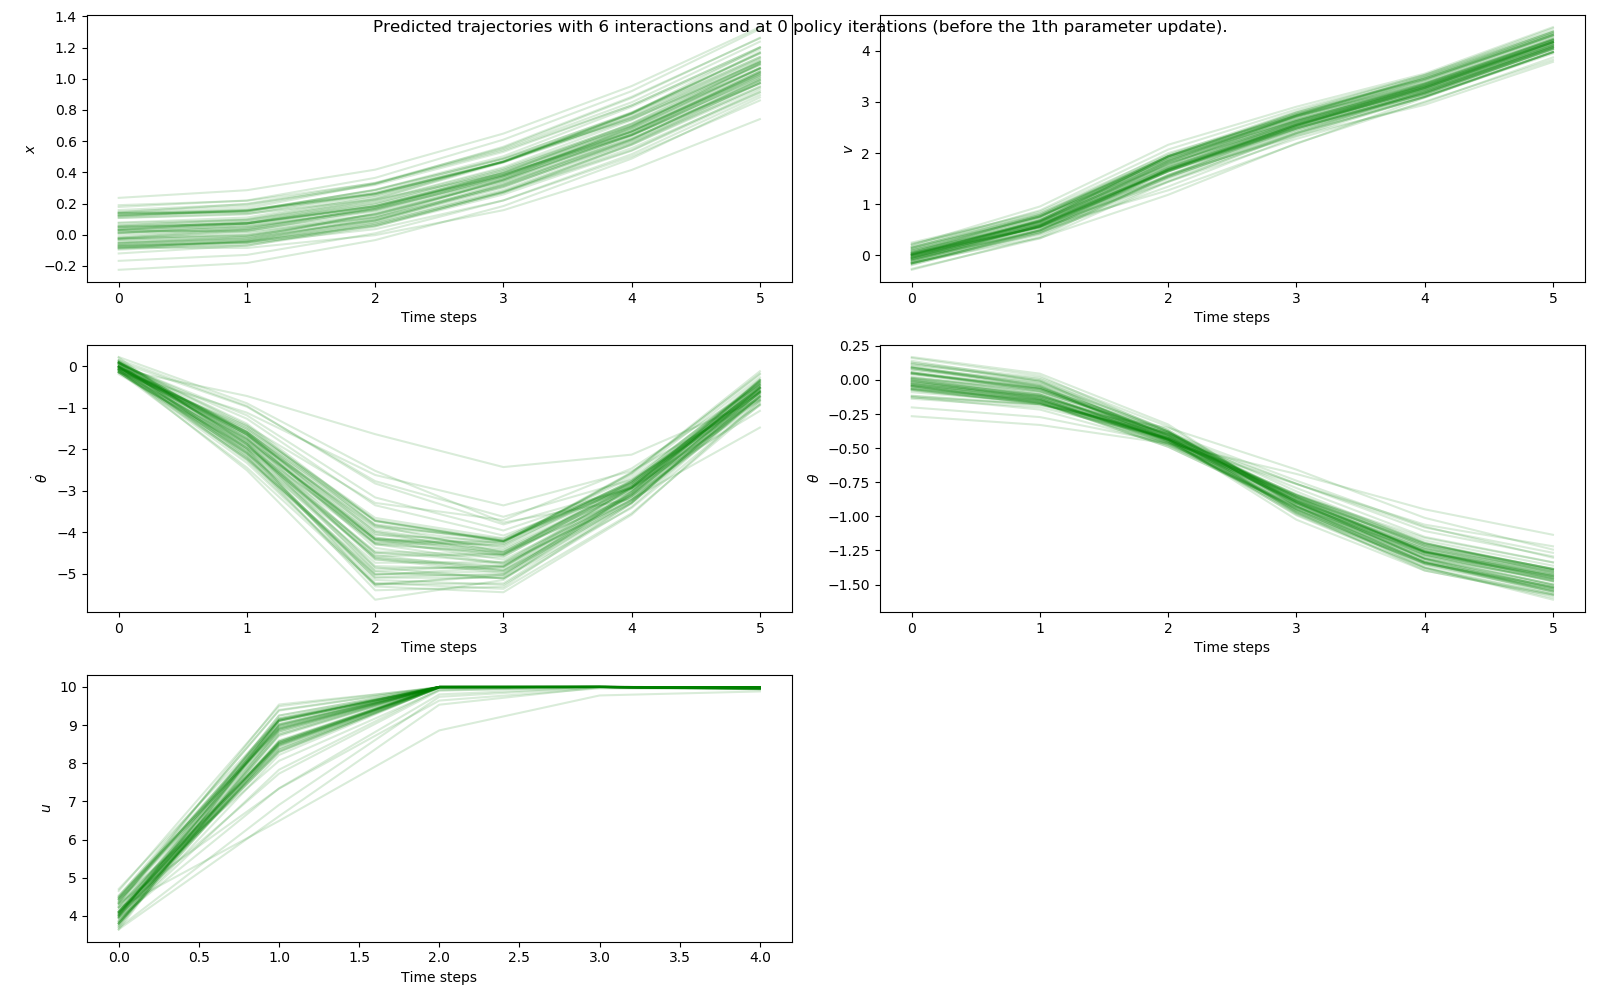 Predicted trajectories with 6 interactions and at 0 policy iterations (before the 1th parameter update).
1.4
1.2
1.0
0.8
0.6
0.4
0.2
0.0
−0.2
x
0 1 2 3 4 5
Time steps
4
3
2
1
0
v
0 1 2 3 4 5
Time steps
0
−1
−2
−3
−4
−5
θ̇
0 1 2 3 4 5
Time steps
0.25
0.00
−0.25
−0.50
−0.75
−1.00
−1.25
−1.50
θ
0 1 2 3 4 5
Time steps
10
9
8
7
6
5
4
u
0.0 0.5 1.0 1.5 2.0 2.5 3.0 3.5 4.0
Time steps